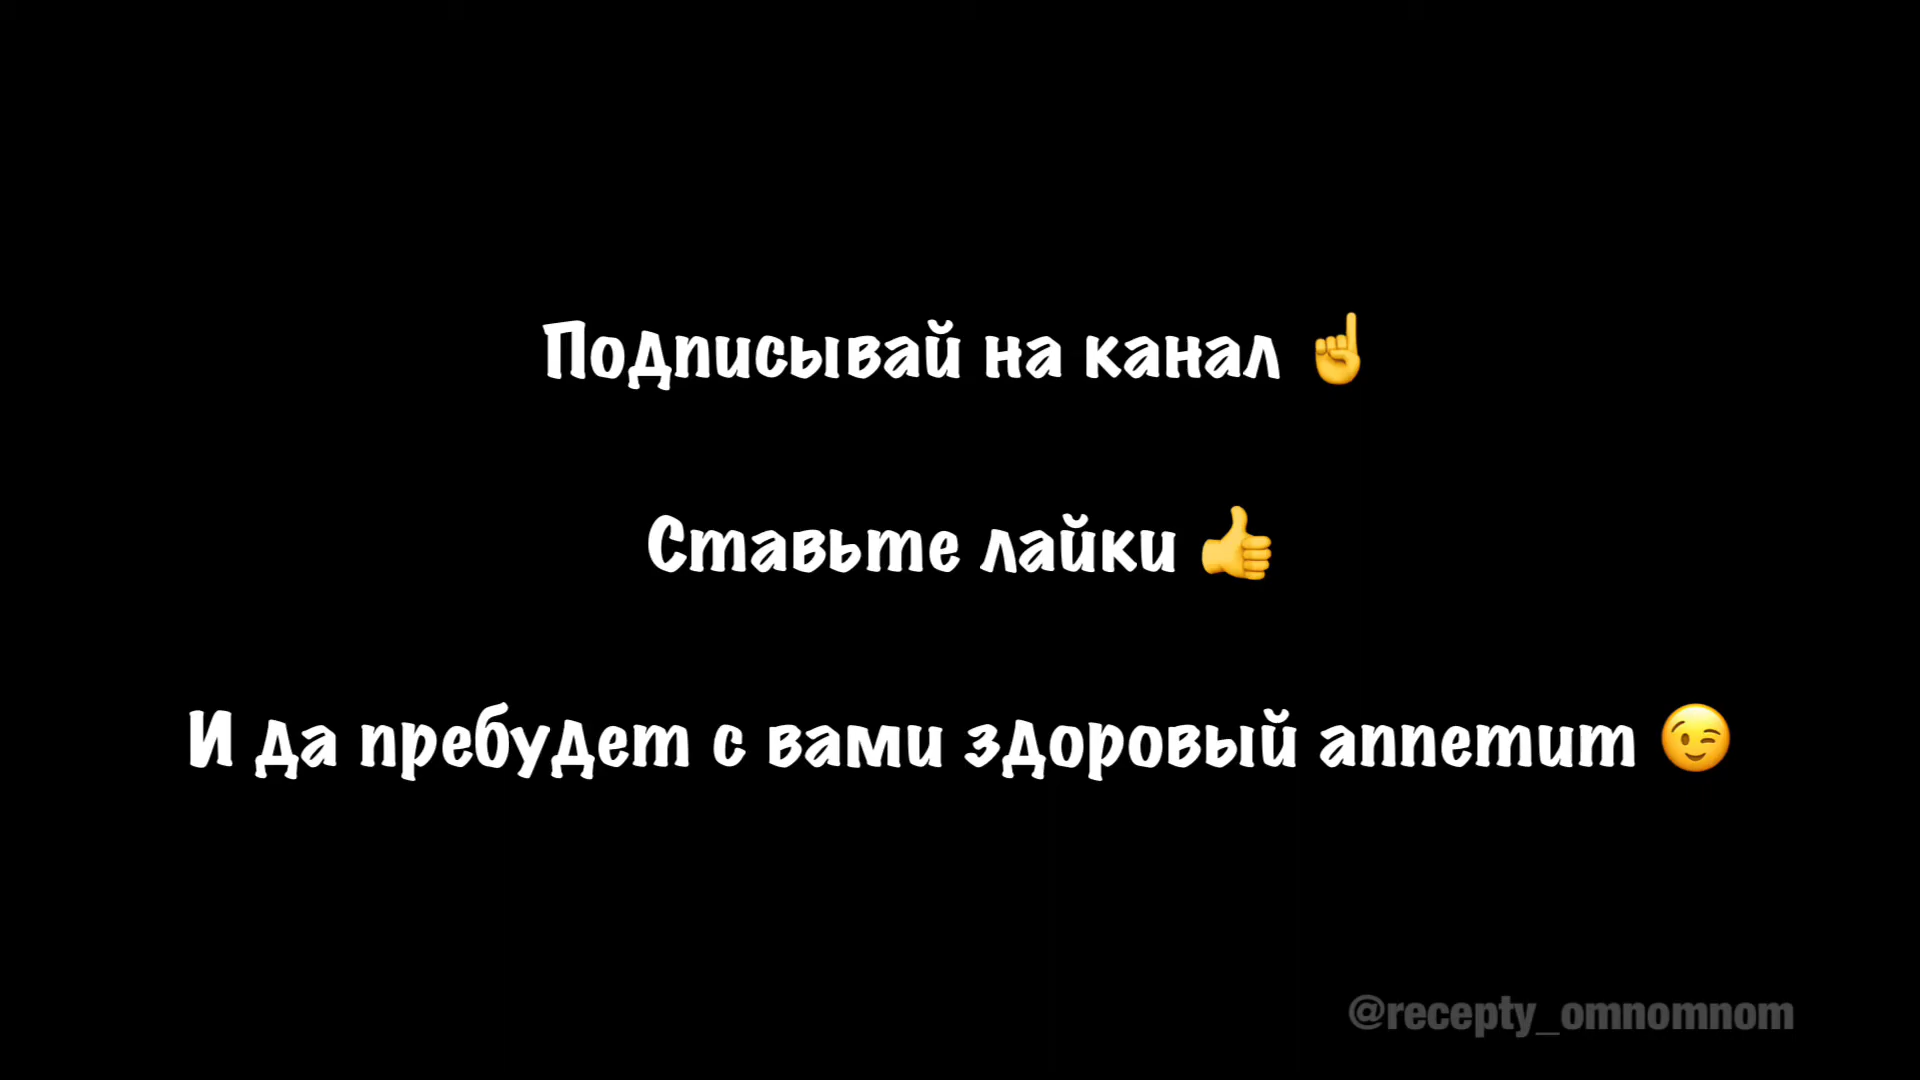 Подписывай на канал ☝️
Ставьте лайки 👍
И да пребудет с вами здоровый аппетит 😉
@recepty_omnomnom